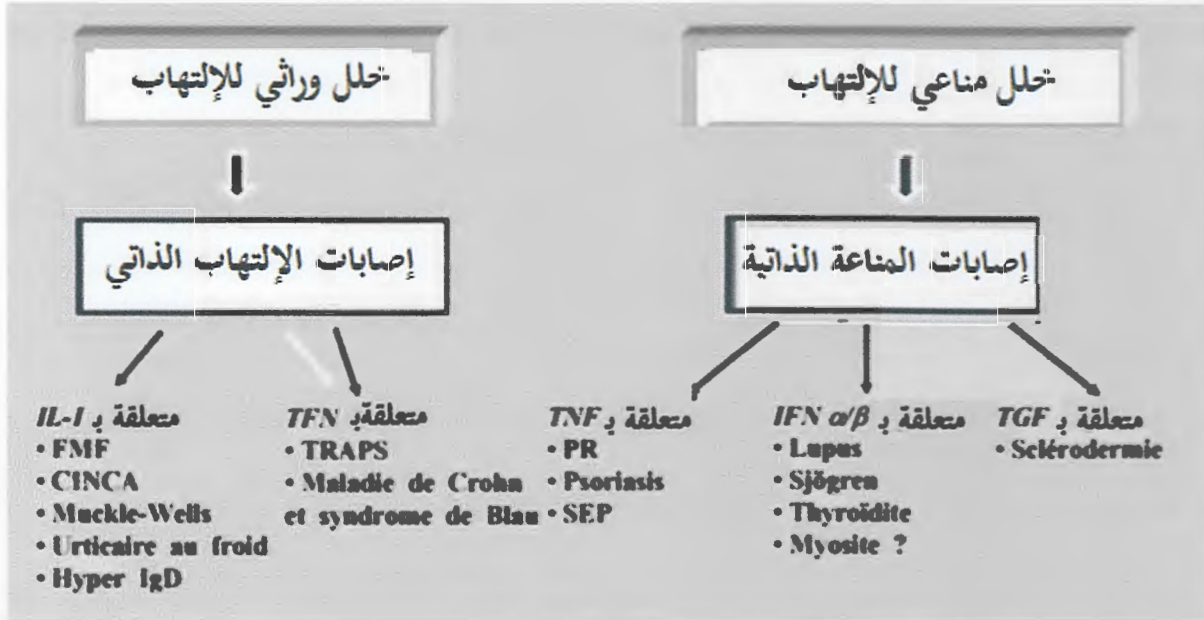 خلل وراثي للإلتهاب
إصابات الإلتهاب الذاتي
متعلقة بـ IL-1
• FMF
• CINCA
• Muckle-Wells
• Urticaire au froid
• Hyper IgD
متعلقة بـ TFN
• TRAPS
• Maladie de Crohn
et syndrome de Blau
خلل مناعي للإلتهاب
إصابات المناعة الذاتية
متعلقة بـ TNF
• PR
• Psoriasis
• SEP
متعلقة بـ IFN α/β
• Lupus
• Sjögren
• Thyroïdite
• Myosite ?
متعلقة بـ TGF
• Sclérodermie